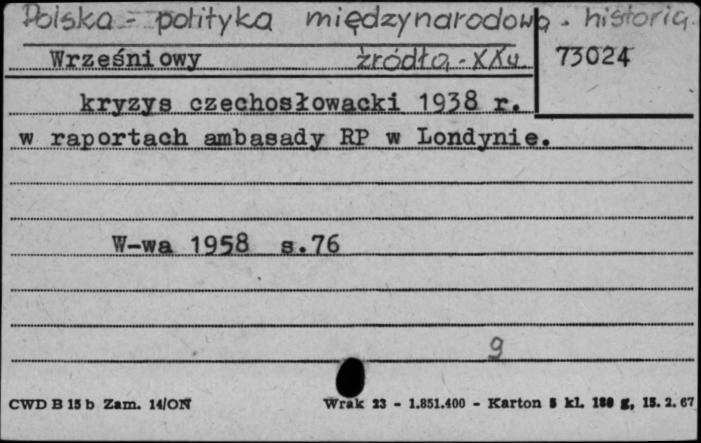 Polska - polityka międzynarodowa - historia
Wrześniowy źródła - XX w. 73024
kryzys czechosłowacki 1938 r.
w raportach ambasady RP w Londynie.
W-wa 1958 s.76
9
CWD B 15 b Zam. 14/ON Wrak 23 - 1.851.400 - Karton 5 kl. 180 g, 15. 2. 67